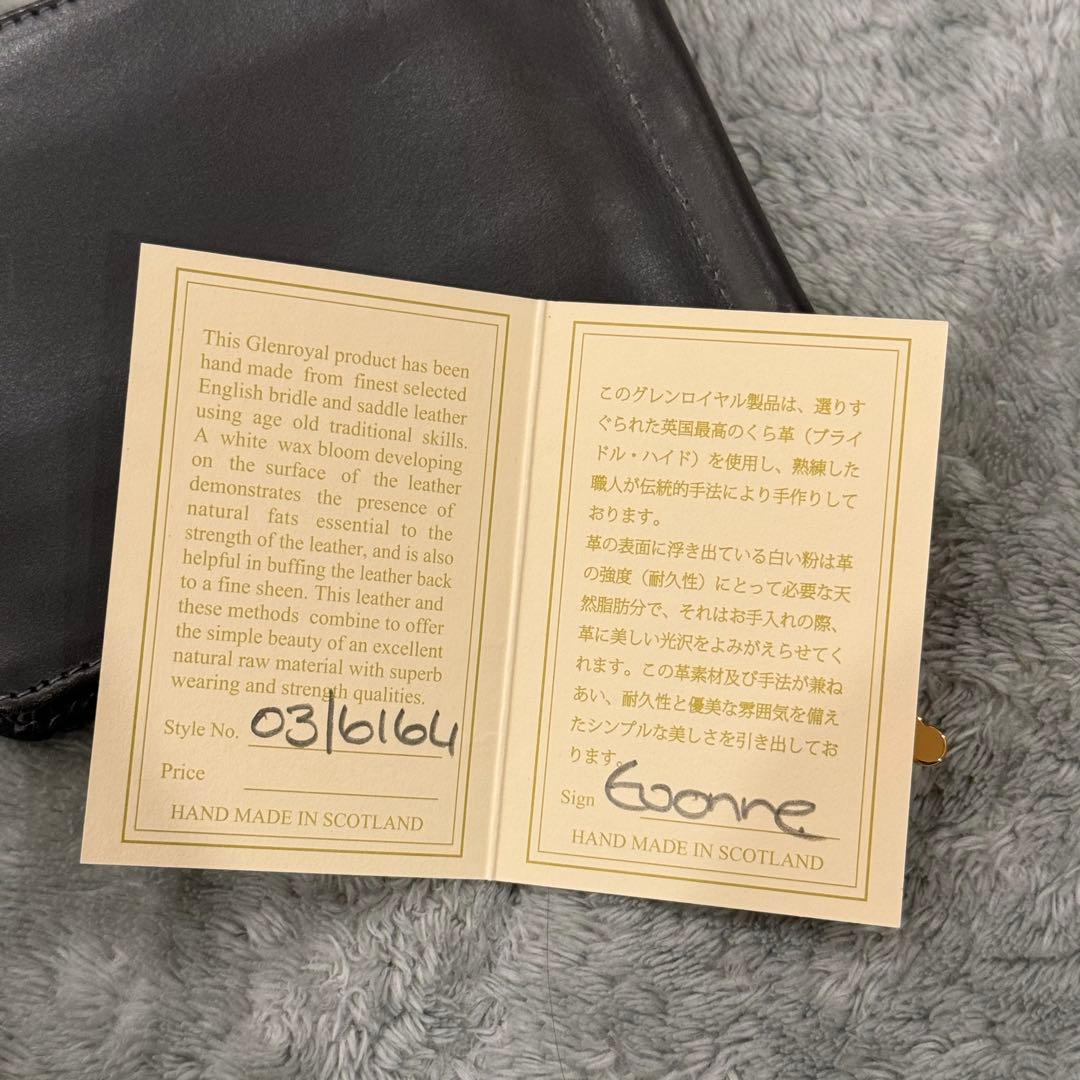 This Glenroyal product has been
hand made from finest selected
English bridle and saddle leather
using age old traditional skills.
A white wax bloom developing
on the surface of the leather
demonstrates the presence of
natural fats essential to the
strength of the leather, and is also
helpful in buffing the leather back
to a fine sheen. This leather and
these methods combine to offer
the simple beauty of an excellent
natural raw material with superb
wearing and strength qualities.
Style No. 03/6164
Price
HAND MADE IN SCOTLAND
このグレンロイヤル製品は、選りす
ぐられた英国最高のくら革（ブライ
ドル・ハイド）を使用し、熟練した
職人が伝統的手法により手作りして
おります。
革の表面に浮き出ている白い粉は革
の強度（耐久性）にとって必要な天
然脂肪分で、それはお手入れの際、
革に美しい光沢をよみがえらせてく
れます。この革素材及び手法が兼ね
あい、耐久性と優美な雰囲気を備え
たシンプルな美しさを引き出してお
ります。
Sign Evonne
HAND MADE IN SCOTLAND